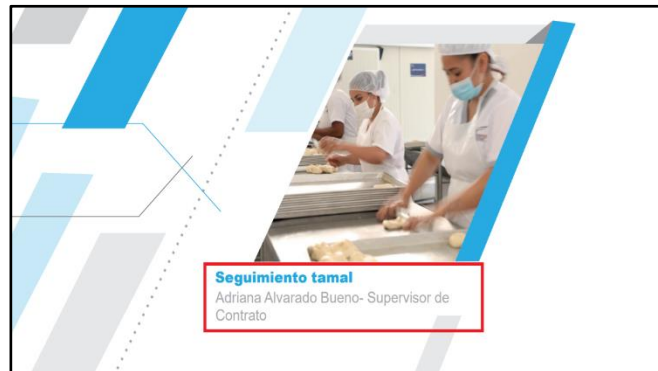 Seguimiento tamal
Adriana Alvarado Bueno- Supervisor de
Contrato